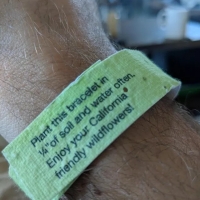 Plant this bracelet in
¼" of soil and water often.
Enjoy your California
friendly wildflowers!